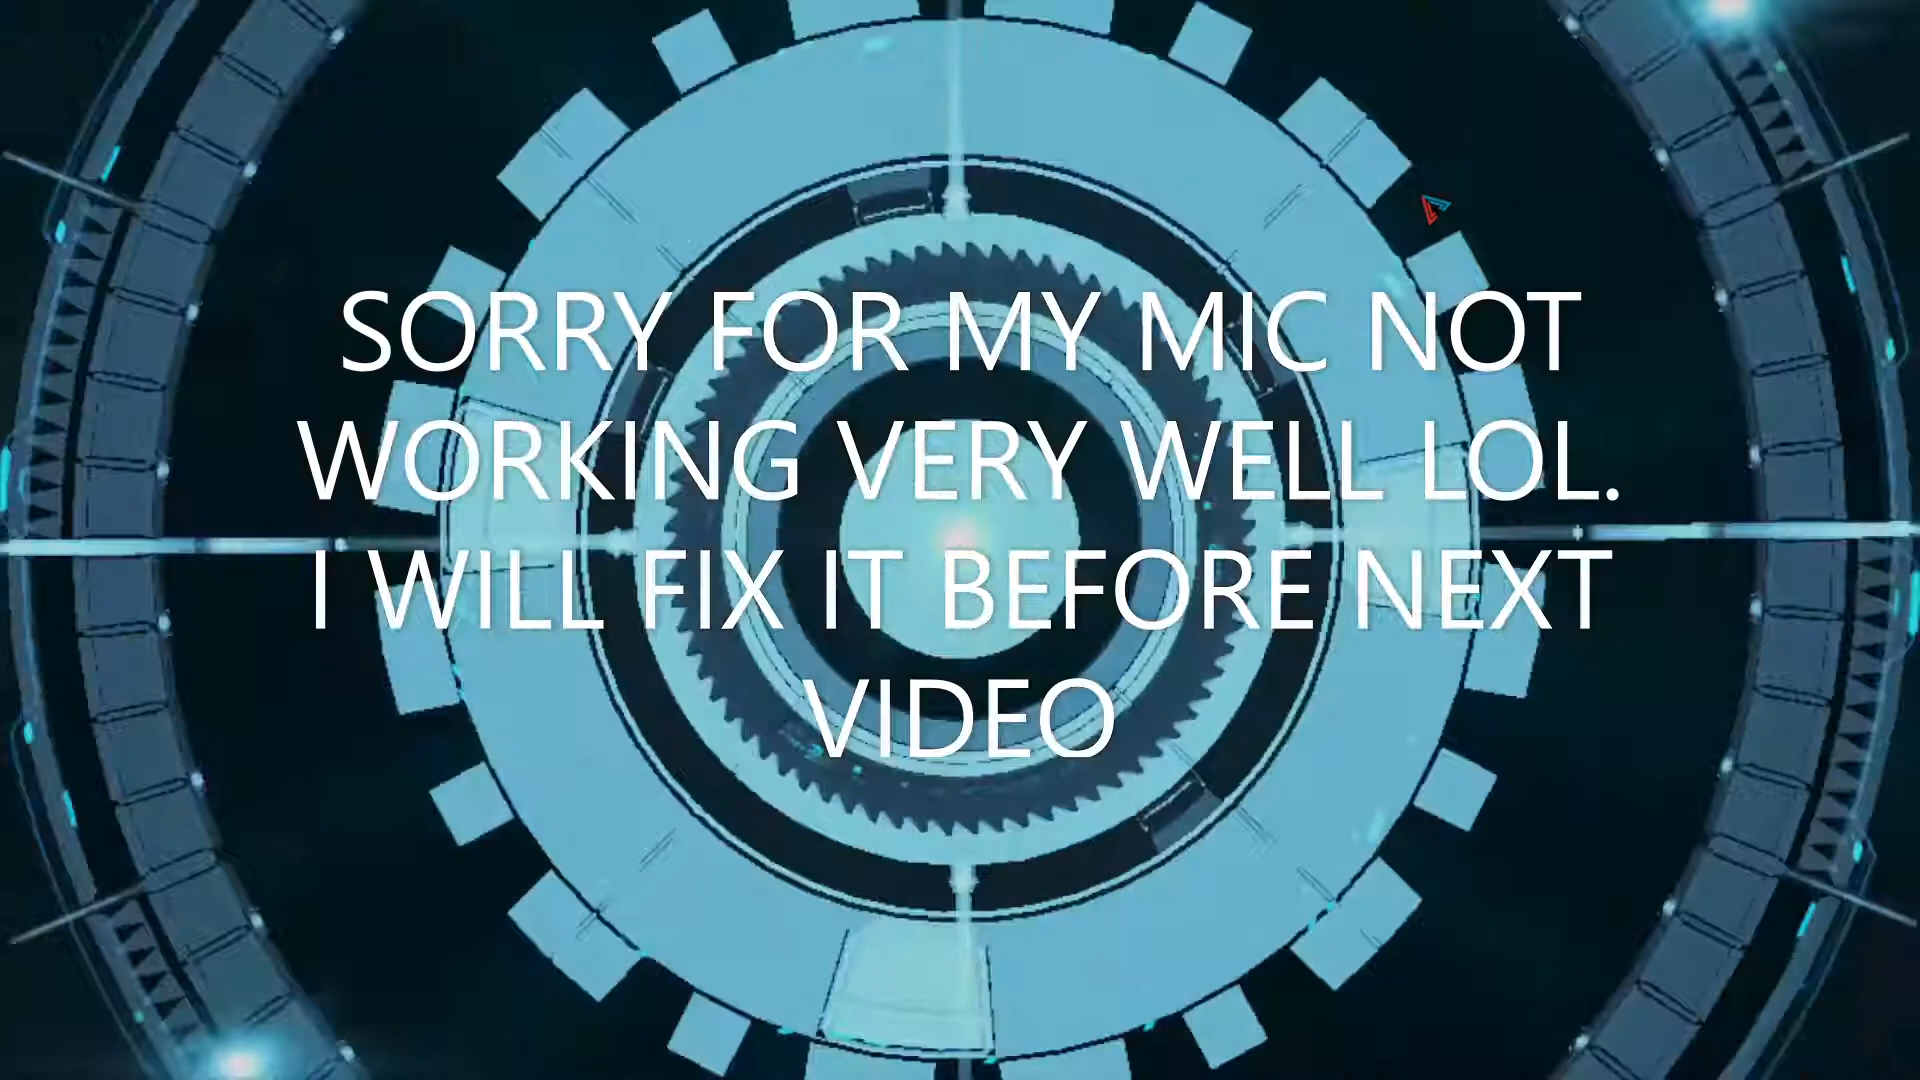 SORRY FOR MY MIC NOT
WORKING VERY WELL LOL.
I WILL FIX IT BEFORE NEXT
VIDEO